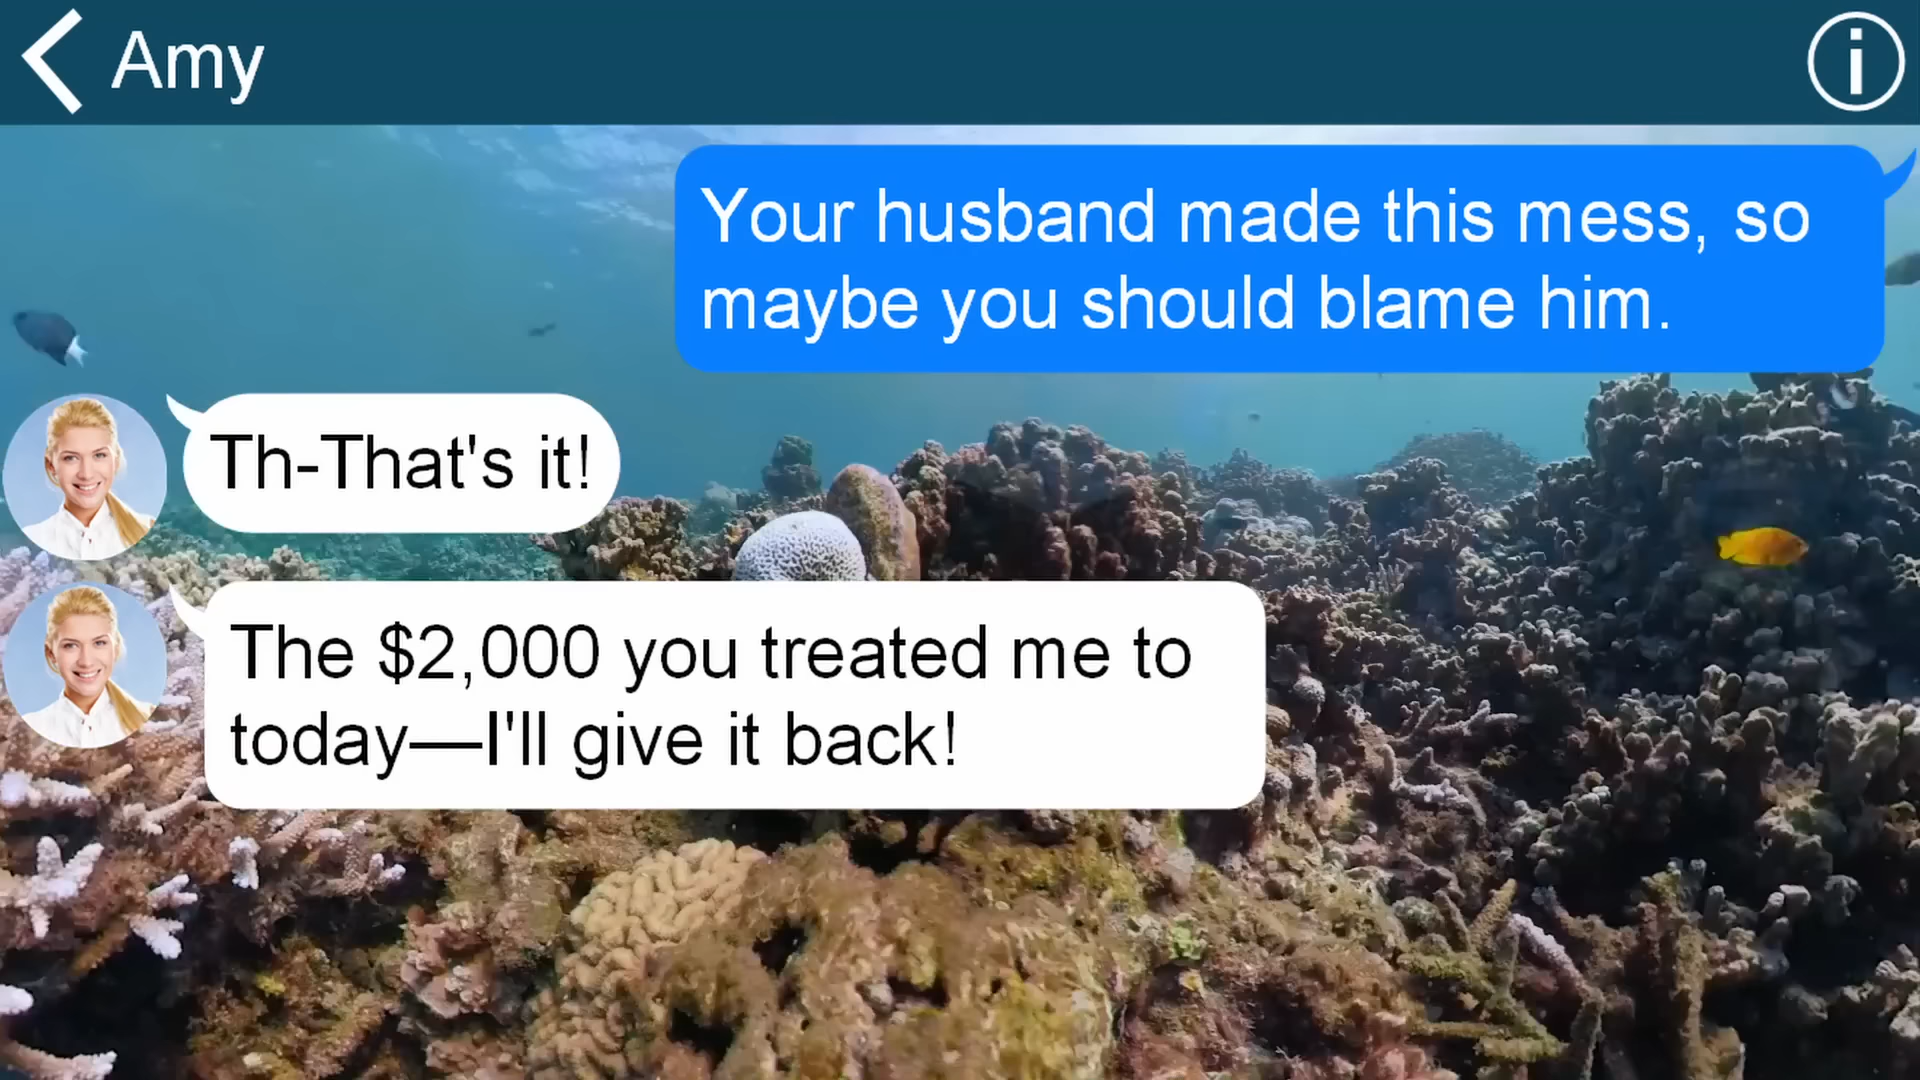 Amy
Your husband made this mess, so
maybe you should blame him.
Th-That's it!
The $2,000 you treated me to
today—I'll give it back!